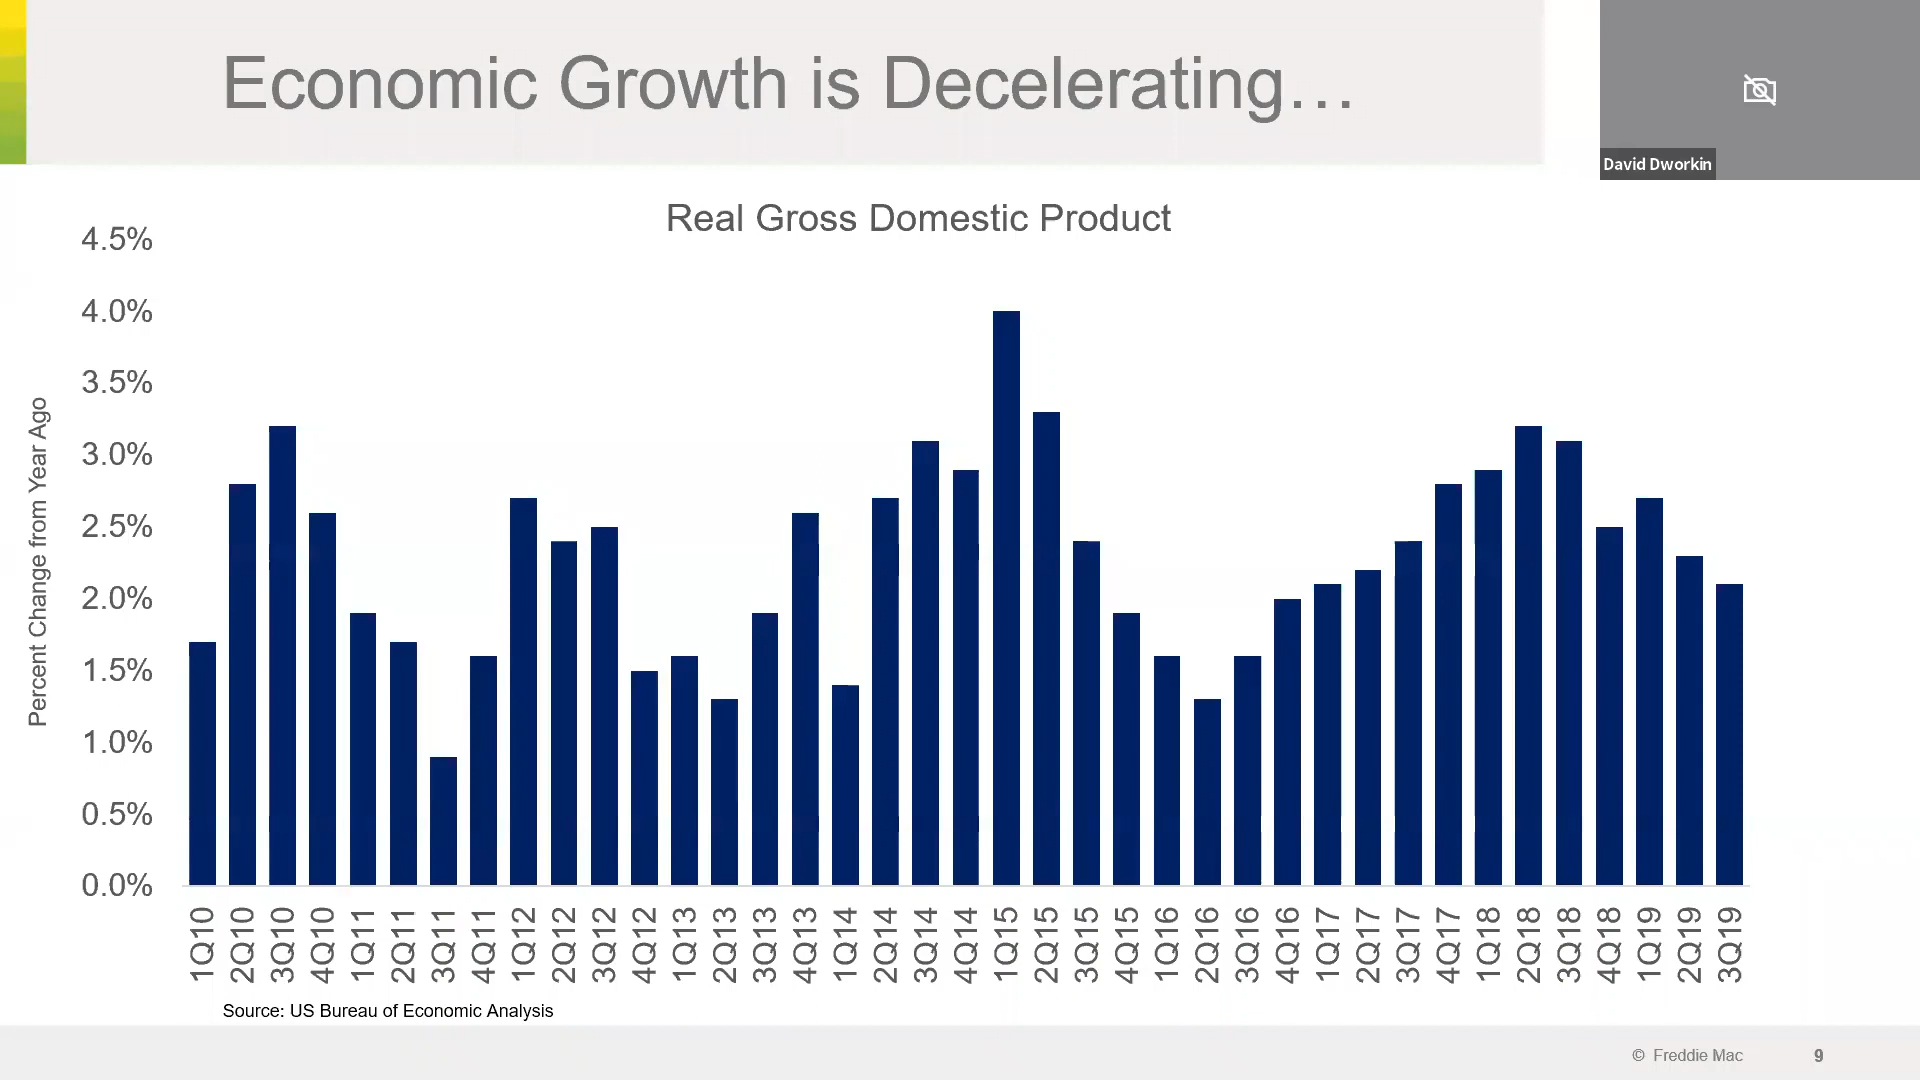 Economic Growth is Decelerating…
David Dworkin
Real Gross Domestic Product
Percent Change from Year Ago
4.5%
4.0%
3.5%
3.0%
2.5%
2.0%
1.5%
1.0%
0.5%
0.0%
1Q10
2Q10
3Q10
4Q10
1Q11
2Q11
3Q11
4Q11
1Q12
2Q12
3Q12
4Q12
1Q13
2Q13
3Q13
4Q13
1Q14
2Q14
3Q14
4Q14
1Q15
2Q15
3Q15
4Q15
1Q16
2Q16
3Q16
4Q16
1Q17
2Q17
3Q17
4Q17
1Q18
2Q18
3Q18
4Q18
1Q19
2Q19
3Q19
Source: US Bureau of Economic Analysis
© Freddie Mac
9